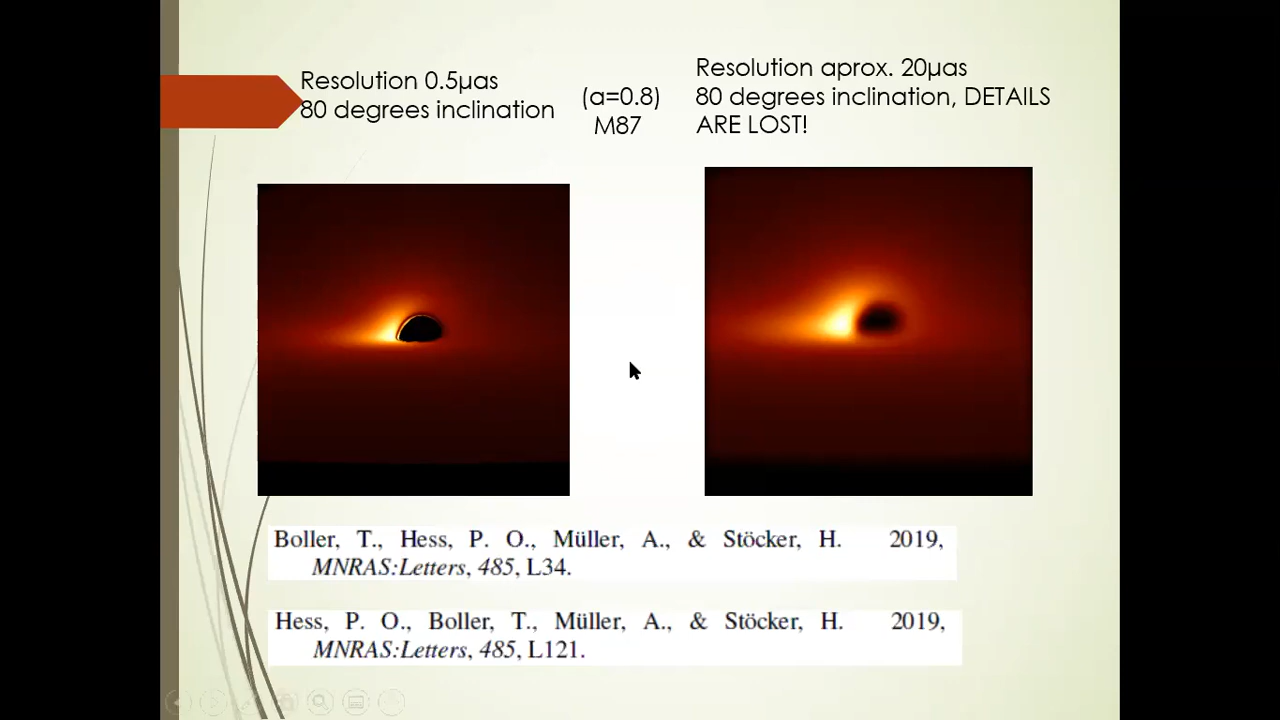 Resolution 0.5µas
80 degrees inclination
(a=0.8)
M87
Resolution aprox. 20µas
80 degrees inclination, DETAILS
ARE LOST!
Boller, T., Hess, P. O., Müller, A., & Stöcker, H. 2019,
MNRAS:Letters, 485, L34.
Hess, P. O., Boller, T., Müller, A., & Stöcker, H. 2019,
MNRAS:Letters, 485, L121.